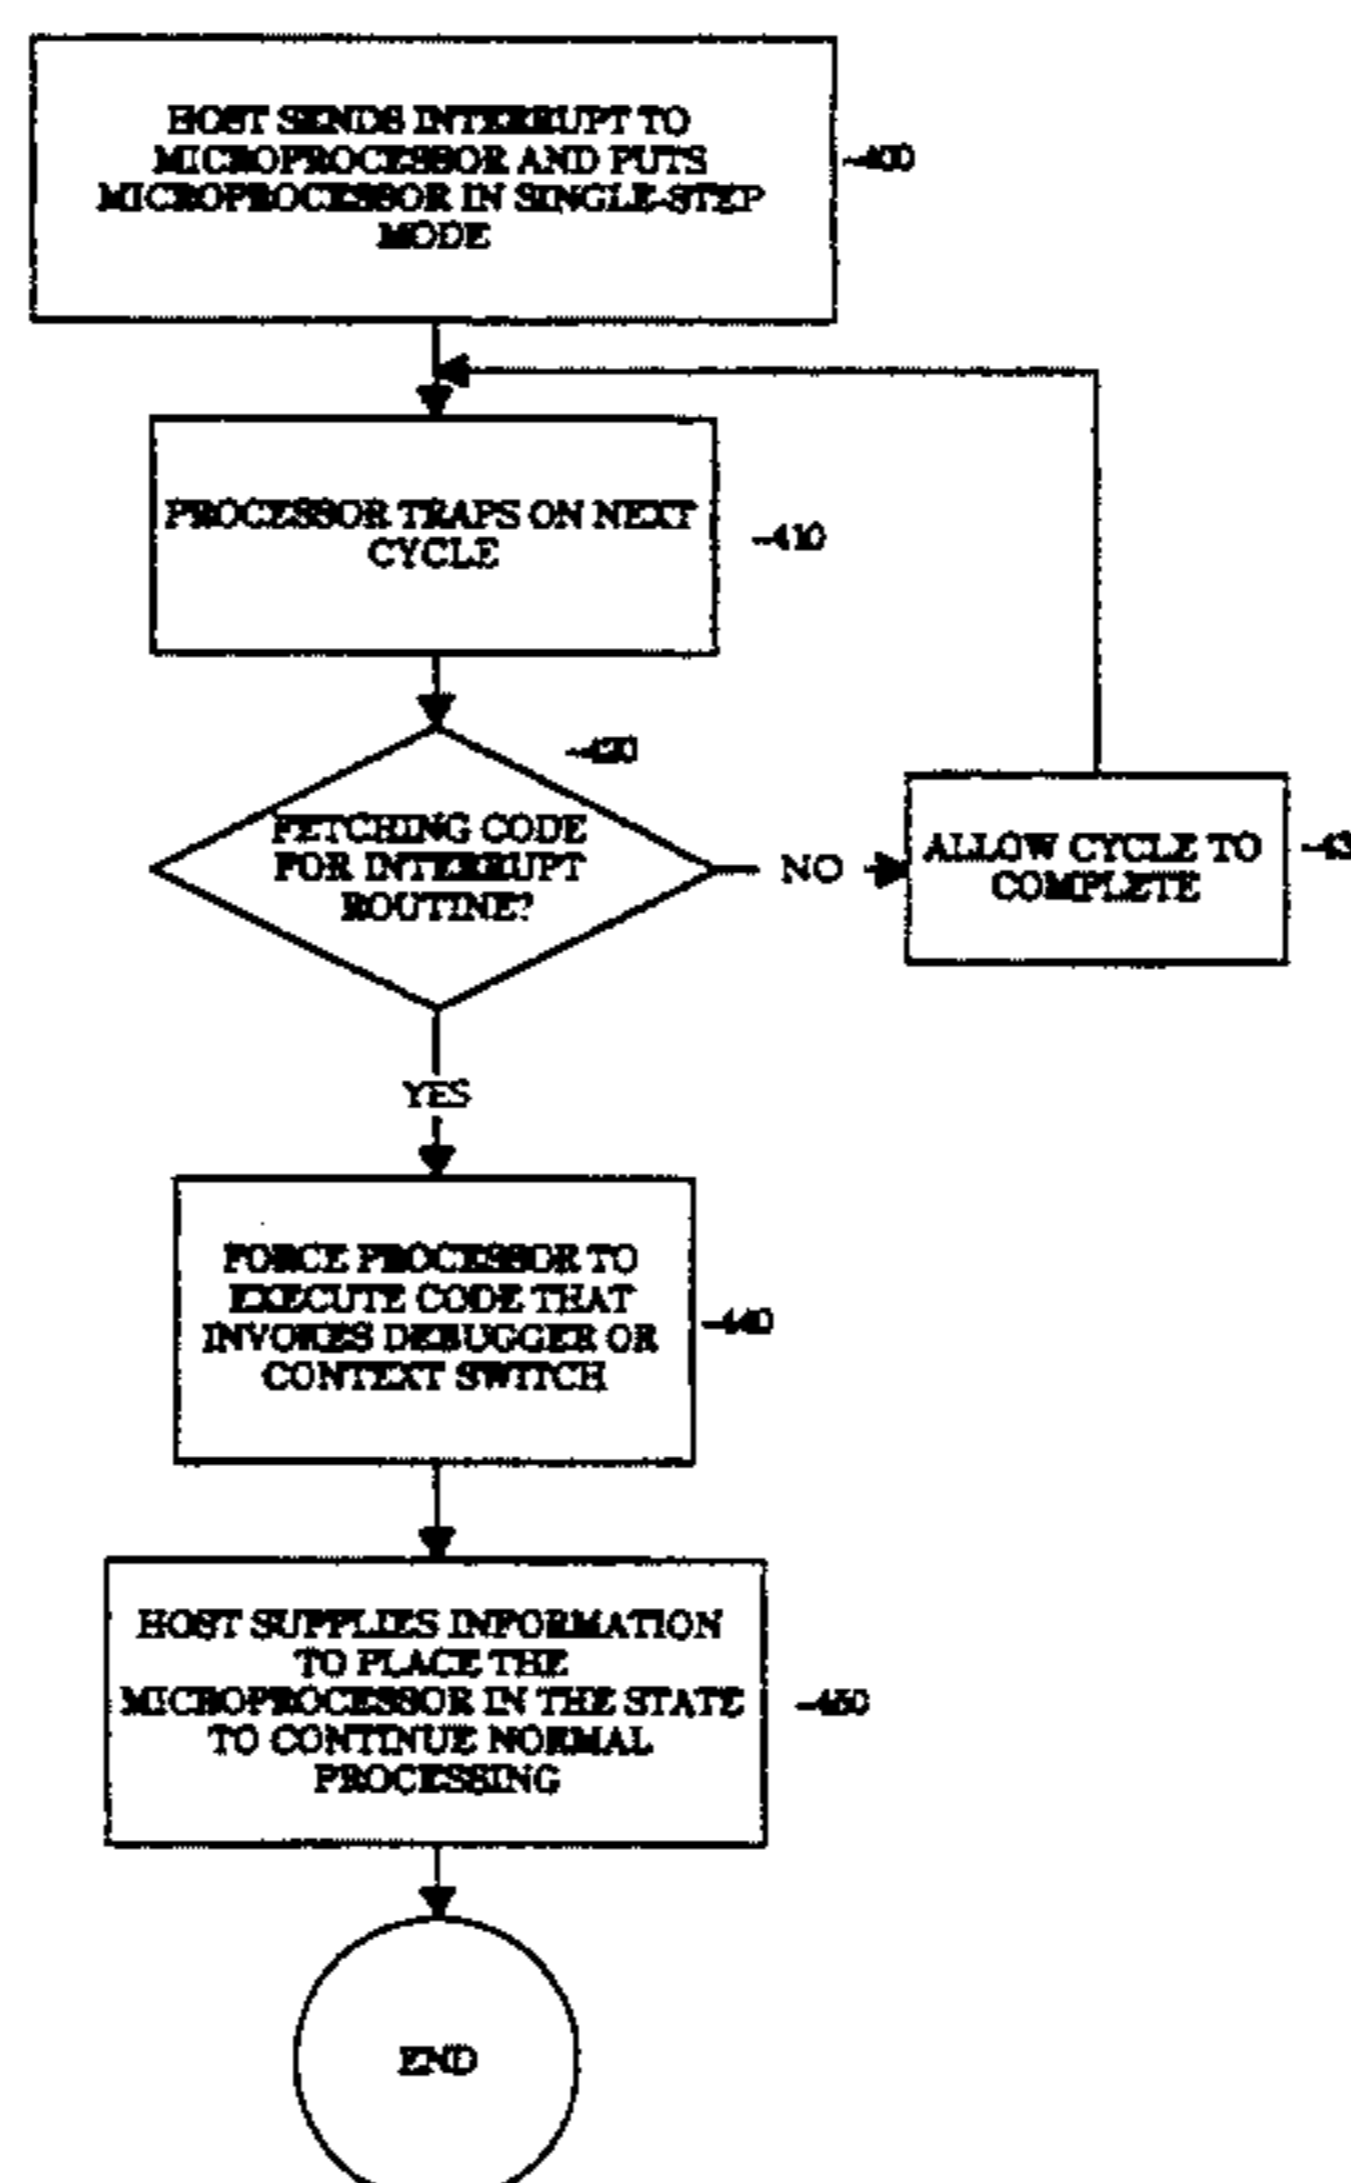 HOST SENDS INTERRUPT TO
MICROPROCESSOR AND PUTS
MICROPROCESSOR IN SINGLE-STEP
MODE
~400
PROCESSOR TRAPS ON NEXT
CYCLE
~410
~420
FETCHING CODE
FOR INTERRUPT
ROUTINE?
NO
ALLOW CYCLE TO
COMPLETE
YES
FORCE PROCESSOR TO
EXECUTE CODE THAT
INVOKES DEBUGGER OR
CONTEXT SWITCH
~440
HOST SUPPLIES INFORMATION
TO PLACE THE
MICROPROCESSOR IN THE STATE
TO CONTINUE NORMAL
PROCESSING
~450
END